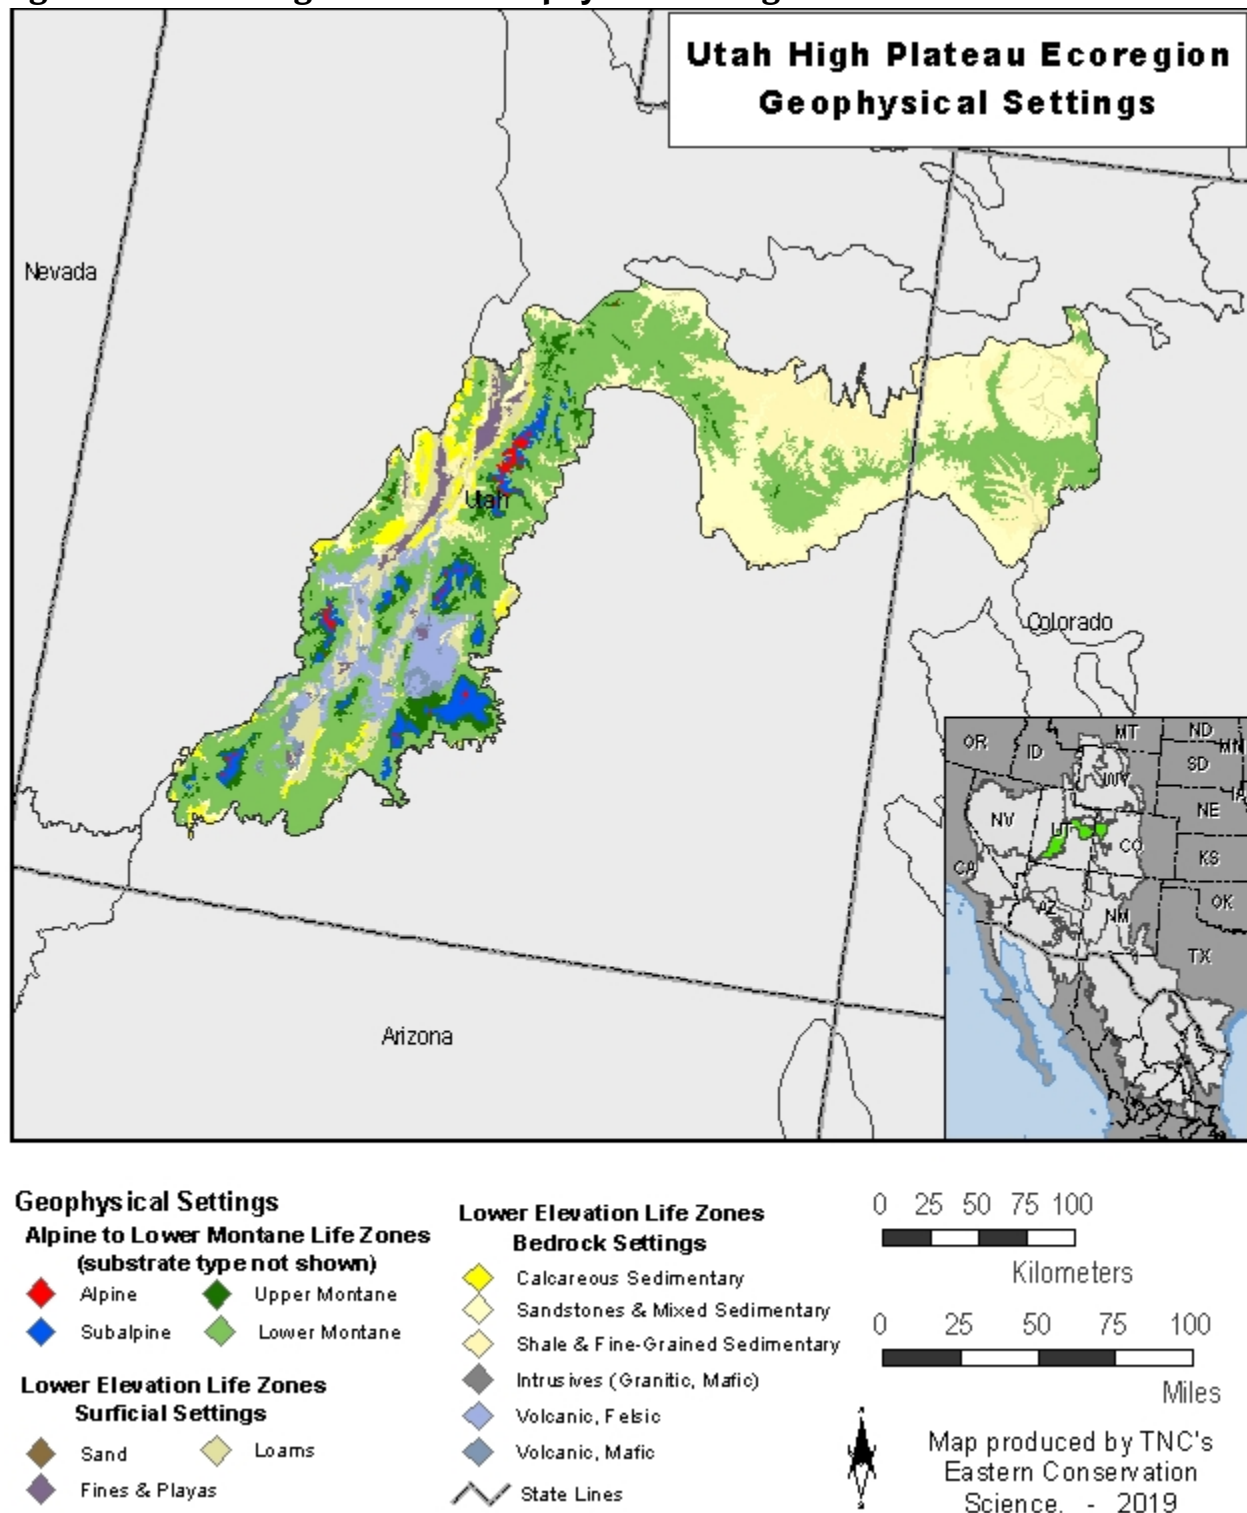 Utah High Plateau Ecoregion
Geophysical Settings
Nevada
Utah
Colorado
Arizona
OR
ID
MT
ND
MN
SD
WY
IA
NE
NV
UT
CO
KS
CA
OK
AZ
NM
TX
Geophysical Settings
Alpine to Lower Montane Life Zones
(substrate type not shown)
Alpine
Upper Montane
Subalpine
Lower Montane
Lower Elevation Life Zones
Surficial Settings
Sand
Loams
Fines & Playas
Lower Elevation Life Zones
Bedrock Settings
Calcareous Sedimentary
Sandstones & Mixed Sedimentary
Shale & Fine-Grained Sedimentary
Intrusives (Granitic, Mafic)
Volcanic, Felsic
Volcanic, Mafic
State Lines
0 25 50 75 100
Kilometers
0 25 50 75 100
Miles
Map produced by TNC's
Eastern Conservation
Science. - 2019